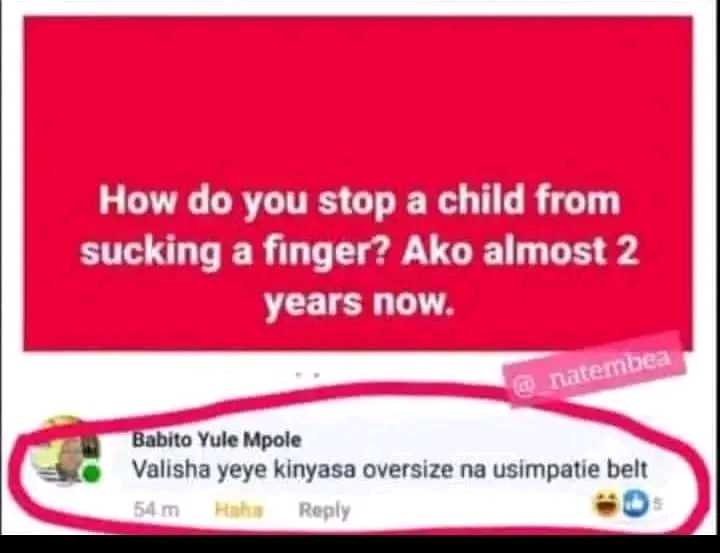 How do you stop a child from
sucking a finger? Ako almost 2
years now.
@_natembea
Babito Yule Mpole
Valisha yeye kinyasa oversize na usimpatie belt
54 m Haha Reply 5